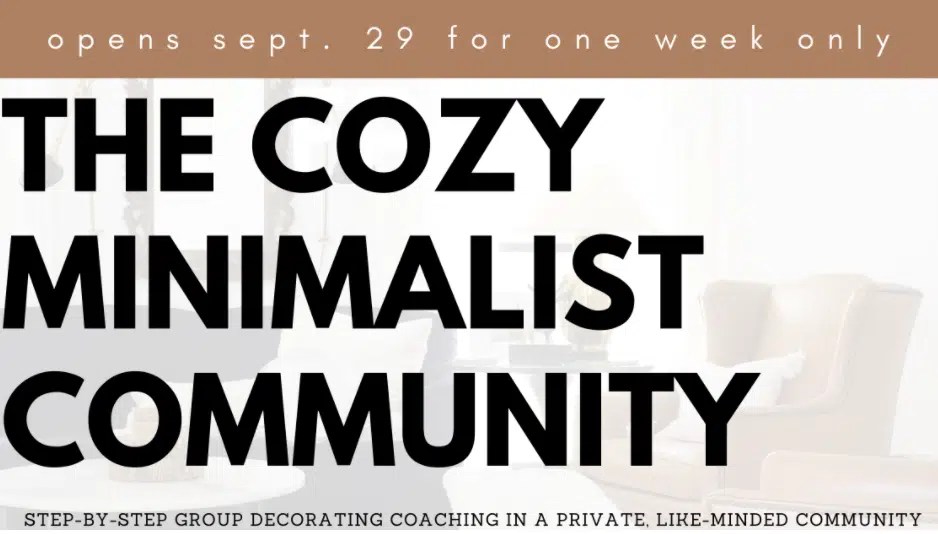 opens sept. 29 for one week only
THE COZY
MINIMALIST
COMMUNITY
STEP-BY-STEP GROUP DECORATING COACHING IN A PRIVATE, LIKE-MINDED COMMUNITY